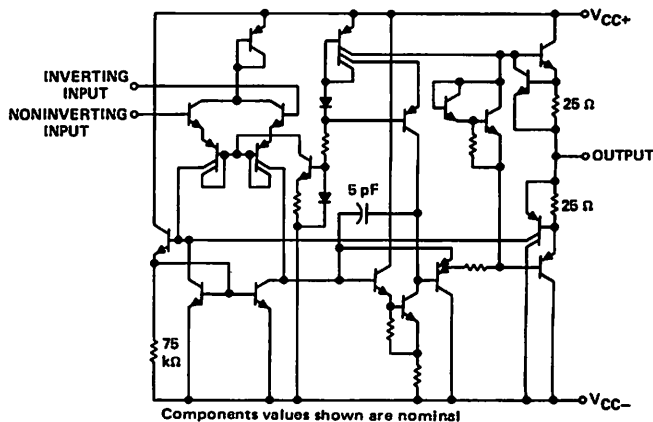 VCC+
INVERTING
INPUT
NONINVERTING
INPUT
25 Ω
OUTPUT
5 pF
25 Ω
75
kΩ
VCC−
Components values shown are nominal